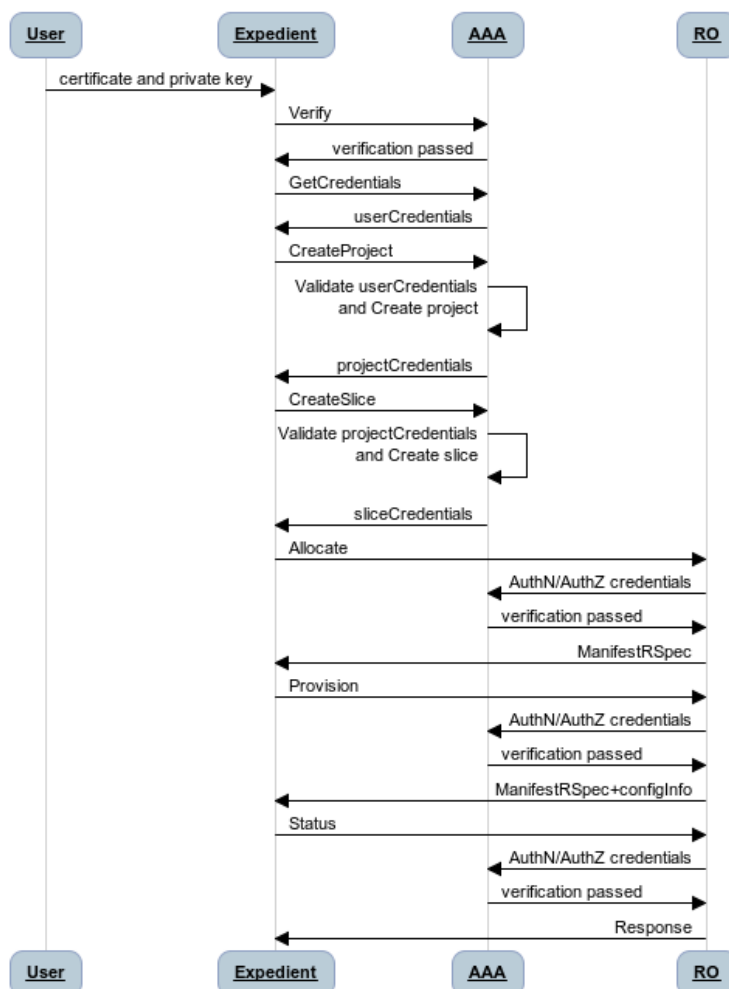 User Expedient AAA RO
certificate and private key
Verify
verification passed
GetCredentials
userCredentials
CreateProject
Validate userCredentials
and Create project
projectCredentials
CreateSlice
Validate projectCredentials
and Create slice
sliceCredentials
Allocate
AuthN/AuthZ credentials
verification passed
ManifestRSpec
Provision
AuthN/AuthZ credentials
verification passed
ManifestRSpec+configInfo
Status
AuthN/AuthZ credentials
verification passed
Response
User Expedient AAA RO